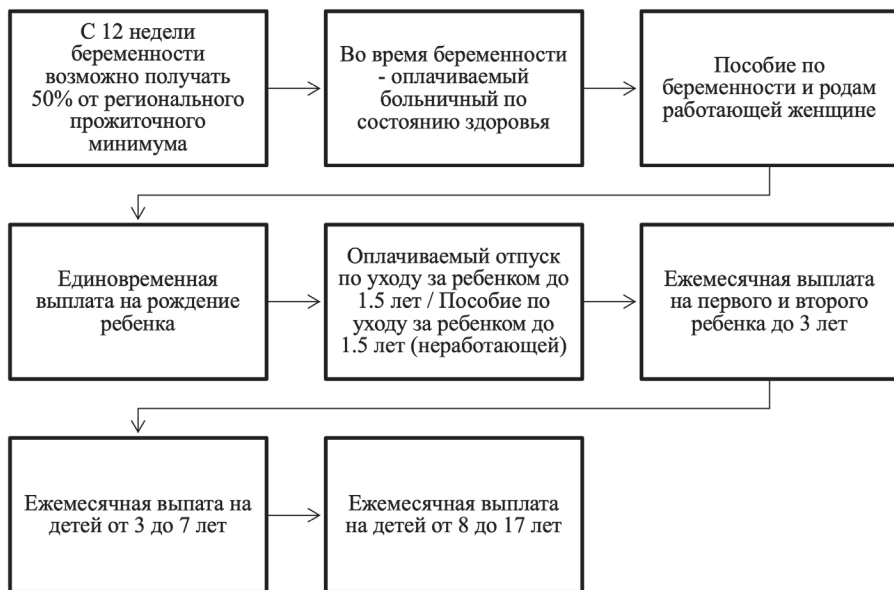 С 12 недели
беременности
возможно получать
50% от регионального
прожиточного
минимума
Во время беременности
- оплачиваемый
больничный по
состоянию здоровья
Пособие по
беременности и родам
работающей женщине
Единовременная
выплата на рождение
ребенка
Оплачиваемый отпуск
по уходу за ребенком до
1.5 лет / Пособие по
уходу за ребенком до
1.5 лет (неработающей)
Ежемесячная выплата
на первого и второго
ребенка до 3 лет
Ежемесячная выпата на
детей от 3 до 7 лет
Ежемесячная выплата
на детей от 8 до 17 лет